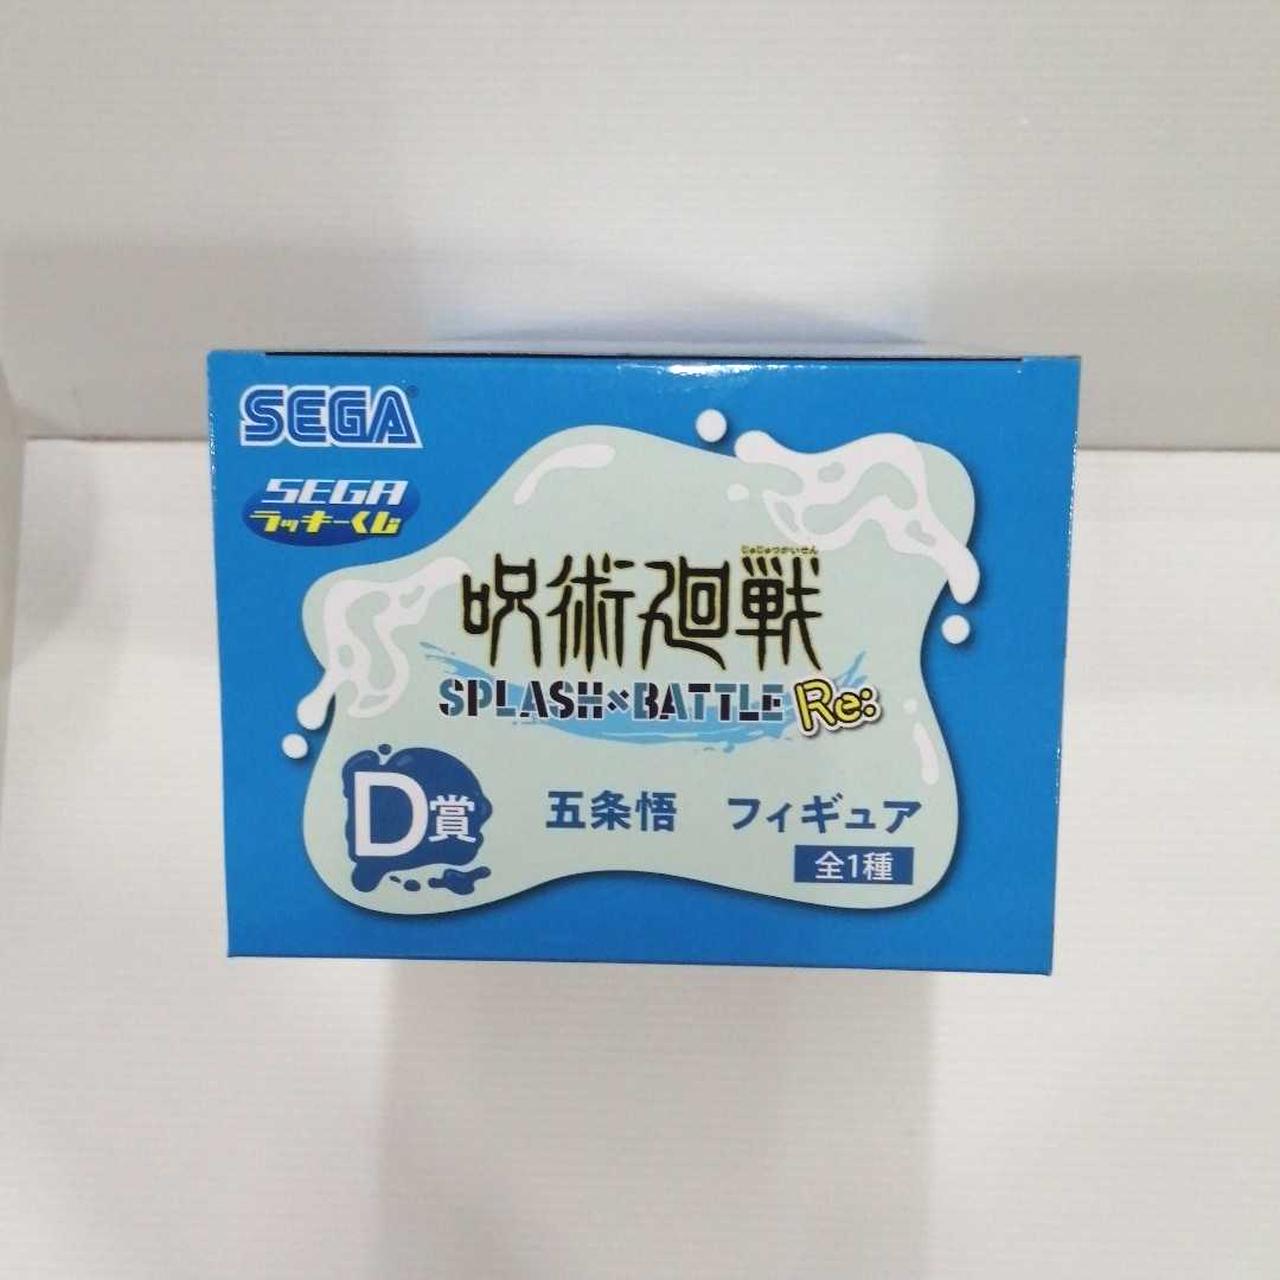 SEGA®
SEGA
ラッキーくじ
じゅじゅつかいせん
呪術廻戦
SPLASH×BATTLE Re:
D賞
五条悟 フィギュア
全1種